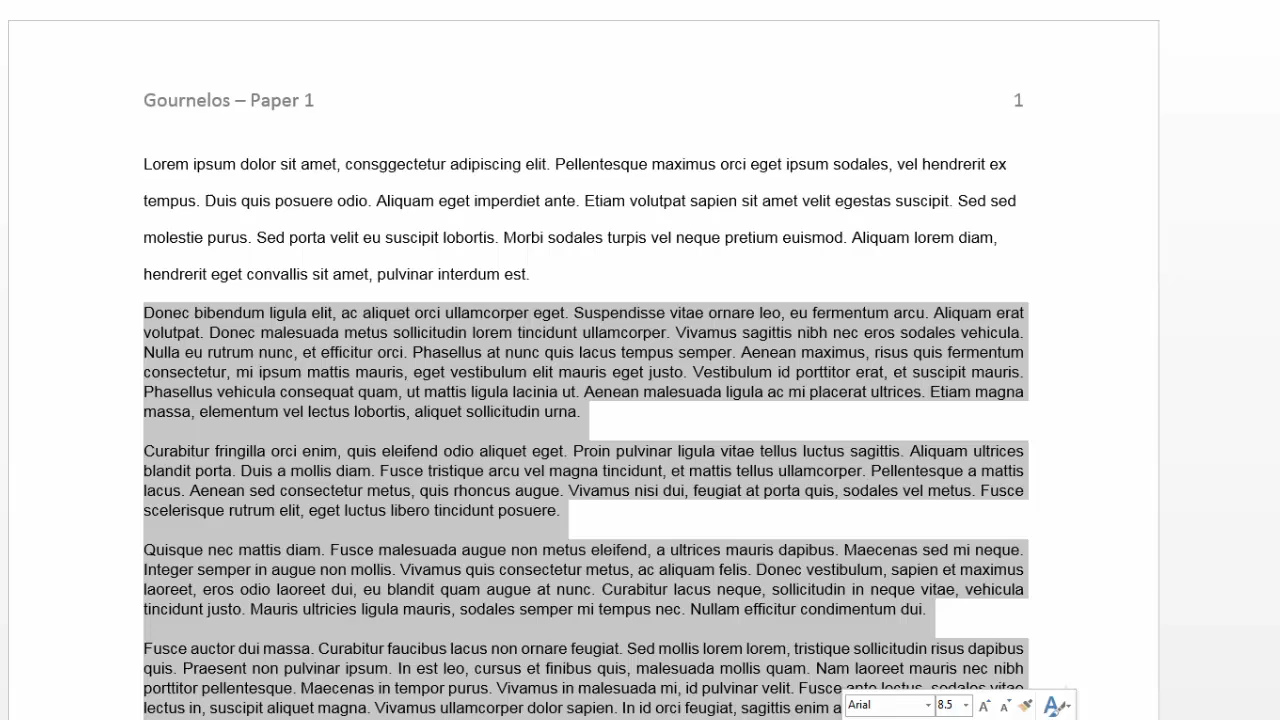 Gournelos – Paper 1 1
Lorem ipsum dolor sit amet, consggectetur adipiscing elit. Pellentesque maximus orci eget ipsum sodales, vel hendrerit ex
tempus. Duis quis posuere odio. Aliquam eget imperdiet ante. Etiam volutpat sapien sit amet velit egestas suscipit. Sed sed
molestie purus. Sed porta velit eu suscipit lobortis. Morbi sodales turpis vel neque pretium euismod. Aliquam lorem diam,
hendrerit eget convallis sit amet, pulvinar interdum est.
Donec bibendum ligula elit, ac aliquet orci ullamcorper eget. Suspendisse vitae ornare leo, eu fermentum arcu. Aliquam erat
volutpat. Donec malesuada metus sollicitudin lorem tincidunt ullamcorper. Vivamus sagittis nibh nec eros sodales vehicula.
Nulla eu rutrum nunc, et efficitur orci. Phasellus at nunc quis lacus tempus semper. Aenean maximus, risus quis fermentum
consectetur, mi ipsum mattis mauris, eget vestibulum elit mauris eget justo. Vestibulum id porttitor erat, et suscipit mauris.
Phasellus vehicula consequat quam, ut mattis ligula lacinia ut. Aenean malesuada ligula ac mi placerat ultrices. Etiam magna
massa, elementum vel lectus lobortis, aliquet sollicitudin urna.
Curabitur fringilla orci enim, quis eleifend odio aliquet eget. Proin pulvinar ligula vitae tellus luctus sagittis. Aliquam ultrices
blandit porta. Duis a mollis diam. Fusce tristique arcu vel magna tincidunt, et mattis tellus ullamcorper. Pellentesque a mattis
lacus. Aenean sed consectetur metus, quis rhoncus augue. Vivamus nisi dui, feugiat at porta quis, sodales vel metus. Fusce
scelerisque rutrum elit, eget luctus libero tincidunt posuere.
Quisque nec mattis diam. Fusce malesuada augue non metus eleifend, a ultrices mauris dapibus. Maecenas sed mi neque.
Integer semper in augue non mollis. Vivamus quis consectetur metus, ac aliquam felis. Donec vestibulum, sapien et maximus
laoreet, eros odio laoreet dui, eu blandit quam augue at nunc. Curabitur lacus neque, sollicitudin in neque vitae, vehicula
tincidunt justo. Mauris ultricies ligula mauris, sodales semper mi tempus nec. Nullam efficitur condimentum dui.
Fusce auctor dui massa. Curabitur faucibus lacus non ornare feugiat. Sed mollis lorem lorem, tristique sollicitudin risus dapibus
quis. Praesent non pulvinar ipsum. In est leo, cursus et finibus quis, malesuada mollis quam. Nam laoreet mauris nec nibh
porttitor pellentesque. Maecenas in tempor purus. Vivamus in malesuada mi, id pulvinar velit. Fusce ante lectus, sodales vitae
lectus in, suscipit aliquet magna. Vivamus ullamcorper dolor sapien. In id orci feugiat, sagittis enim a
Arial 8.5 A A A